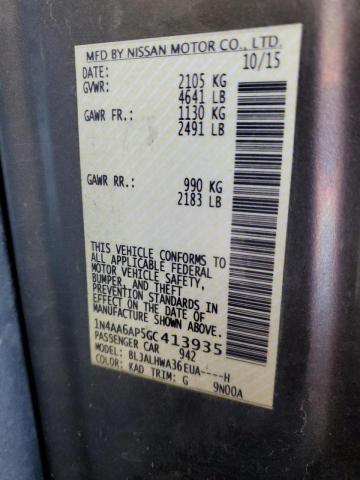 MFD BY NISSAN MOTOR CO., LTD.
DATE: 10/15
GVWR: 2105 KG
4641 LB
GAWR FR: 1130 KG
2491 LB
GAWR RR: 990 KG
2183 LB
THIS VEHICLE CONFORMS TO
ALL APPLICABLE FEDERAL
MOTOR VEHICLE SAFETY,
BUMPER, AND THEFT
PREVENTION STANDARDS IN
EFFECT ON THE DATE OF
MANUFACTURE SHOWN ABOVE.
1N4AA6AP5GC413935
PASSENGER CAR 942
MODEL: BLJALHWA36EUA----H
COLOR: KAD TRIM: G 9N00A